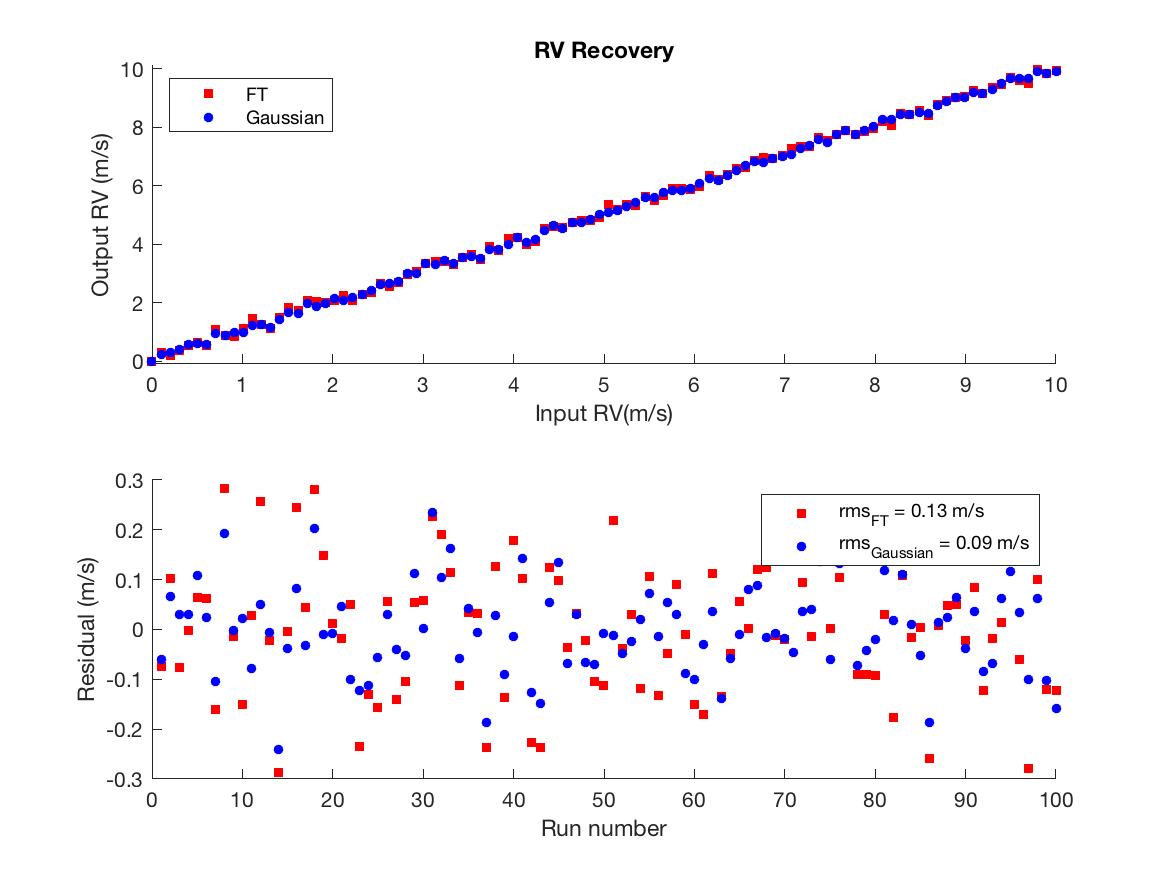 RV Recovery
10
8
6
4
2
0
Output RV (m/s)
FT
Gaussian
0 1 2 3 4 5 6 7 8 9 10
Input RV(m/s)
0.3
0.2
0.1
0
-0.1
-0.2
-0.3
Residual (m/s)
rms_FT = 0.13 m/s
rms_Gaussian = 0.09 m/s
0 10 20 30 40 50 60 70 80 90 100
Run number